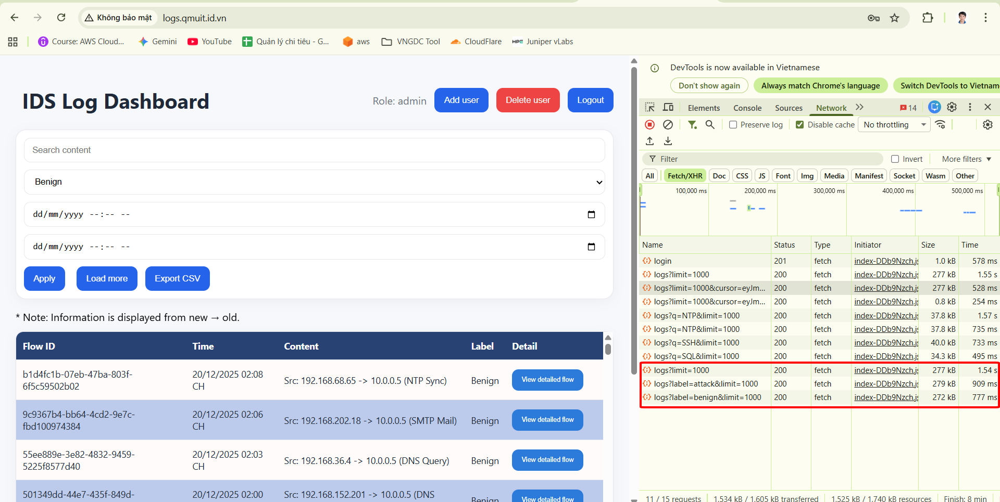 Không bảo mật
logs.qmuit.id.vn
Course: AWS Cloud...
Gemini
YouTube
Quản lý chi tiêu - G...
aws
VNGDC Tool
CloudFlare
HPE
Juniper vLabs
IDS Log Dashboard
Role: admin
Add user
Delete user
Logout
Search content
Benign
dd/mm/yyyy --:-- --
dd/mm/yyyy --:-- --
Apply
Load more
Export CSV
* Note: Information is displayed from new → old.
Flow ID Time Content Label Detail
b1d4fc1b-07eb-47ba-803f-
6f5c59502b02
20/12/2025 02:08
CH
Src: 192.168.68.65 -> 10.0.0.5 (NTP Sync)
Benign
View detailed flow
9c9367b4-bb64-4cd2-9e7c-
fbd100974384
20/12/2025 02:06
CH
Src: 192.168.202.18 -> 10.0.0.5 (SMTP Mail)
Benign
View detailed flow
55ee889e-3e82-4832-9459-
5225f8577d40
20/12/2025 02:03
CH
Src: 192.168.36.4 -> 10.0.0.5 (DNS Query)
Benign
View detailed flow
501349dd-44e7-435f-849d-
20/12/2025 02:00
Src: 192.168.152.201 -> 10.0.0.5 (DNS
Benign
View detailed flow
DevTools is now available in Vietnamese
Don't show again
Always match Chrome's language
Switch DevTools to Vietnam
Elements Console Sources Network 14
Preserve log Disable cache No throttling
Filter Invert More filters
All Fetch/XHR Doc CSS JS Font Img Media Manifest Socket Wasm Other
100,000 ms 200,000 ms 300,000 ms 400,000 ms 500,000 ms
Name Status Type Initiator Size Time
login 201 fetch index-DDb9Nzch.js 1.0 kB 578 ms
logs?limit=1000 200 fetch index-DDb9Nzch.js 277 kB 1.55 s
logs?limit=1000&cursor=eyJm... 200 fetch index-DDb9Nzch.js 277 kB 528 ms
logs?limit=1000&cursor=eyJm... 200 fetch index-DDb9Nzch.js 0.8 kB 254 ms
logs?q=NTP&limit=1000 200 fetch index-DDb9Nzch.js 37.8 kB 1.57 s
logs?q=NTP&limit=1000 200 fetch index-DDb9Nzch.js 37.8 kB 735 ms
logs?q=SSH&limit=1000 200 fetch index-DDb9Nzch.js 40.0 kB 733 ms
logs?q=SQL&limit=1000 200 fetch index-DDb9Nzch.js 34.3 kB 495 ms
logs?limit=1000 200 fetch index-DDb9Nzch.js 277 kB 1.54 s
logs?label=attack&limit=1000 200 fetch index-DDb9Nzch.js 279 kB 909 ms
logs?label=benign&limit=1000 200 fetch index-DDb9Nzch.js 272 kB 777 ms
11 / 15 requests 1,534 kB / 1,605 kB transferred 1,525 kB / 1,740 kB resources Finish: 8 min